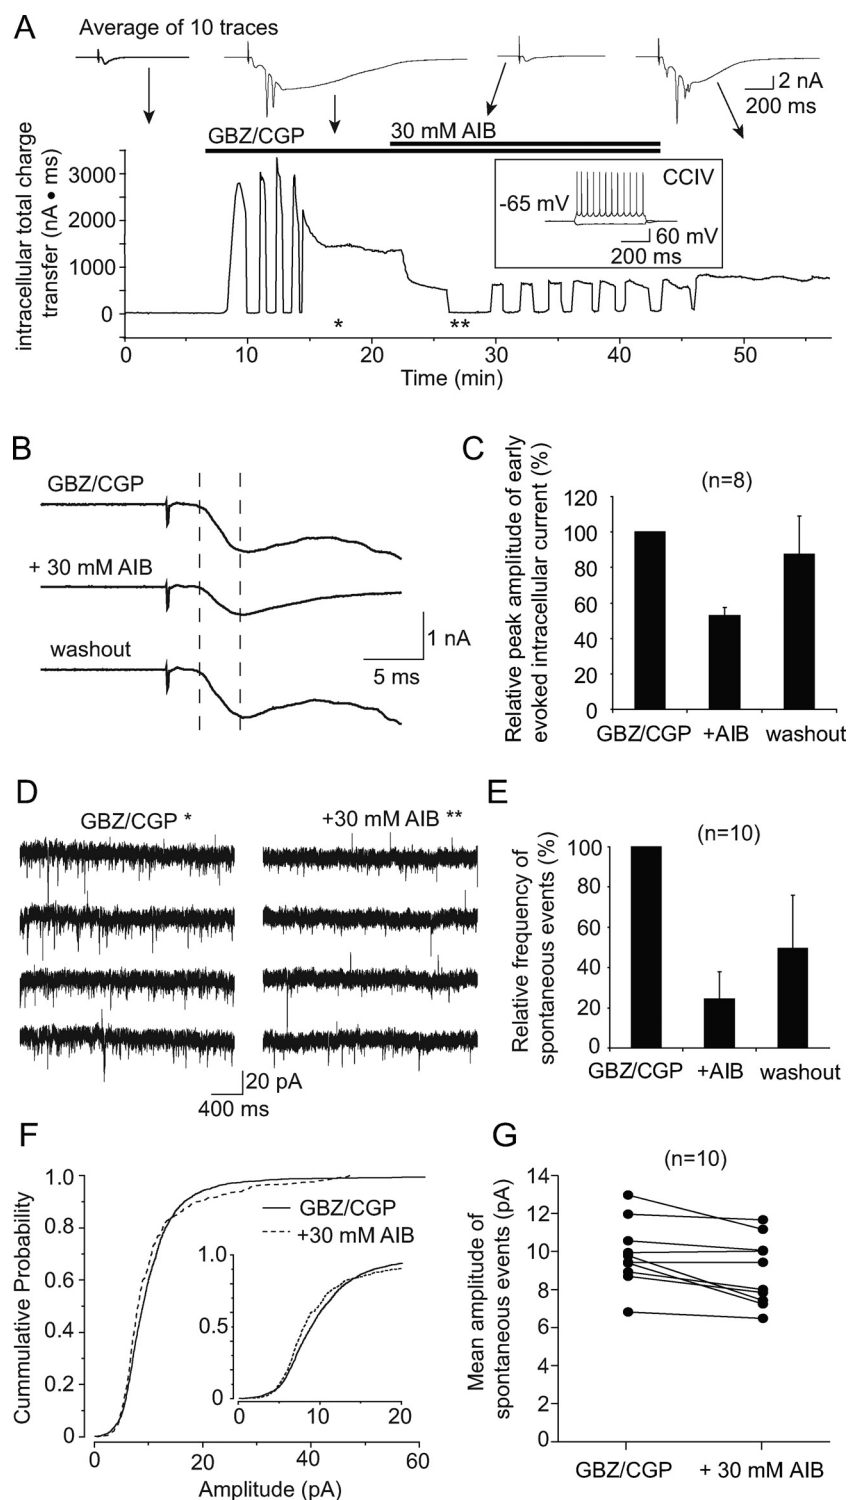 A
Average of 10 traces
2 nA
200 ms
GBZ/CGP
30 mM AIB
intracellular total charge
transfer (nA • ms)
3000
2000
1000
0
CCIV
-65 mV
60 mV
200 ms
*
**
0
10
20
30
40
50
Time (min)
B
GBZ/CGP
+ 30 mM AIB
washout
1 nA
5 ms
C
Relative peak amplitude of early
evoked intracellular current (%)
(n=8)
120
100
80
60
40
20
0
GBZ/CGP
+AIB
washout
D
GBZ/CGP *
+30 mM AIB **
20 pA
400 ms
E
Relative frequency of
spontaneous events (%)
(n=10)
100
80
60
40
20
0
GBZ/CGP
+AIB
washout
F
Cummulative Probability
1.0
0.8
0.6
0.4
0.2
0
GBZ/CGP
+30 mM AIB
1.0
0.5
0
0
10
20
0
20
40
60
Amplitude (pA)
G
(n=10)
Mean amplitude of
spontaneous events (pA)
14
12
10
8
6
4
2
0
GBZ/CGP
+ 30 mM AIB